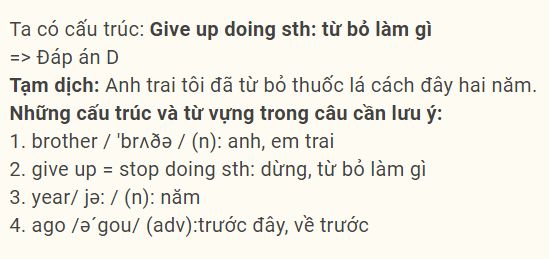 Ta có cấu trúc: Give up doing sth: từ bỏ làm gì
=> Đáp án D
Tạm dịch: Anh trai tôi đã từ bỏ thuốc lá cách đây hai năm.
Những cấu trúc và từ vựng trong câu cần lưu ý:
1. brother / 'brʌðə / (n): anh, em trai
2. give up = stop doing sth: dừng, từ bỏ làm gì
3. year/ jə: / (n): năm
4. ago /ə´gou/ (adv):trước đây, về trước